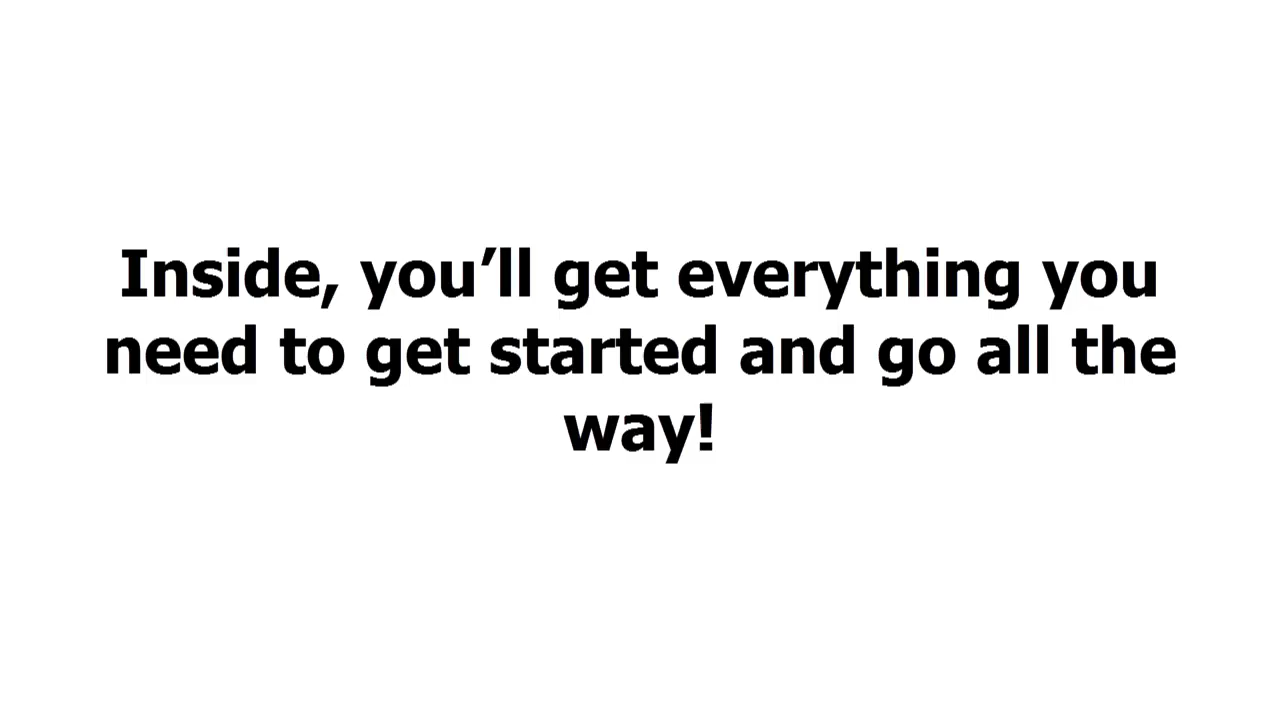 Inside, you’ll get everything you
need to get started and go all the
way!